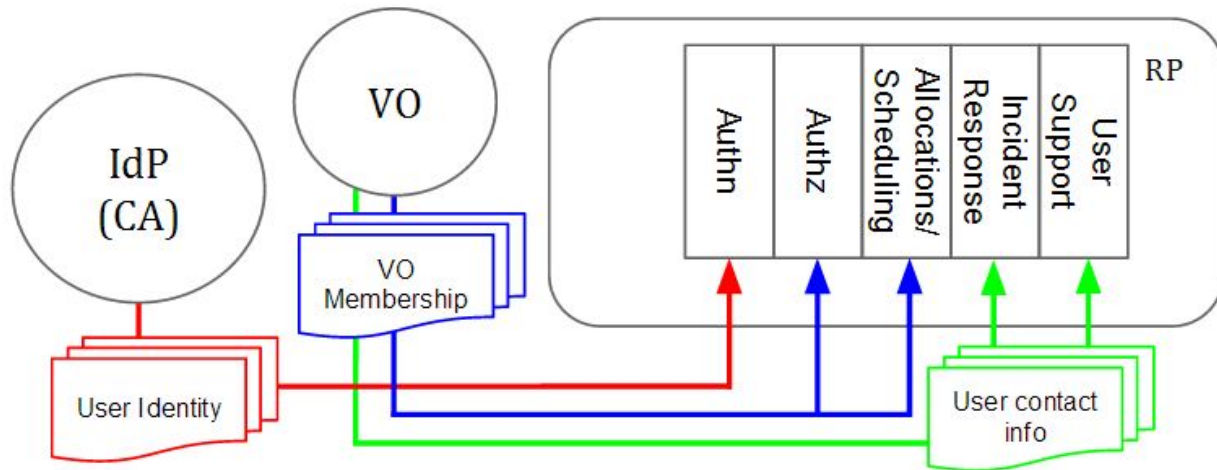 IdP
(CA)
VO
RP
Authn
Authz
Allocations/
Scheduling
Incident
Response
User
Support
VO
Membership
User Identity
User contact
info